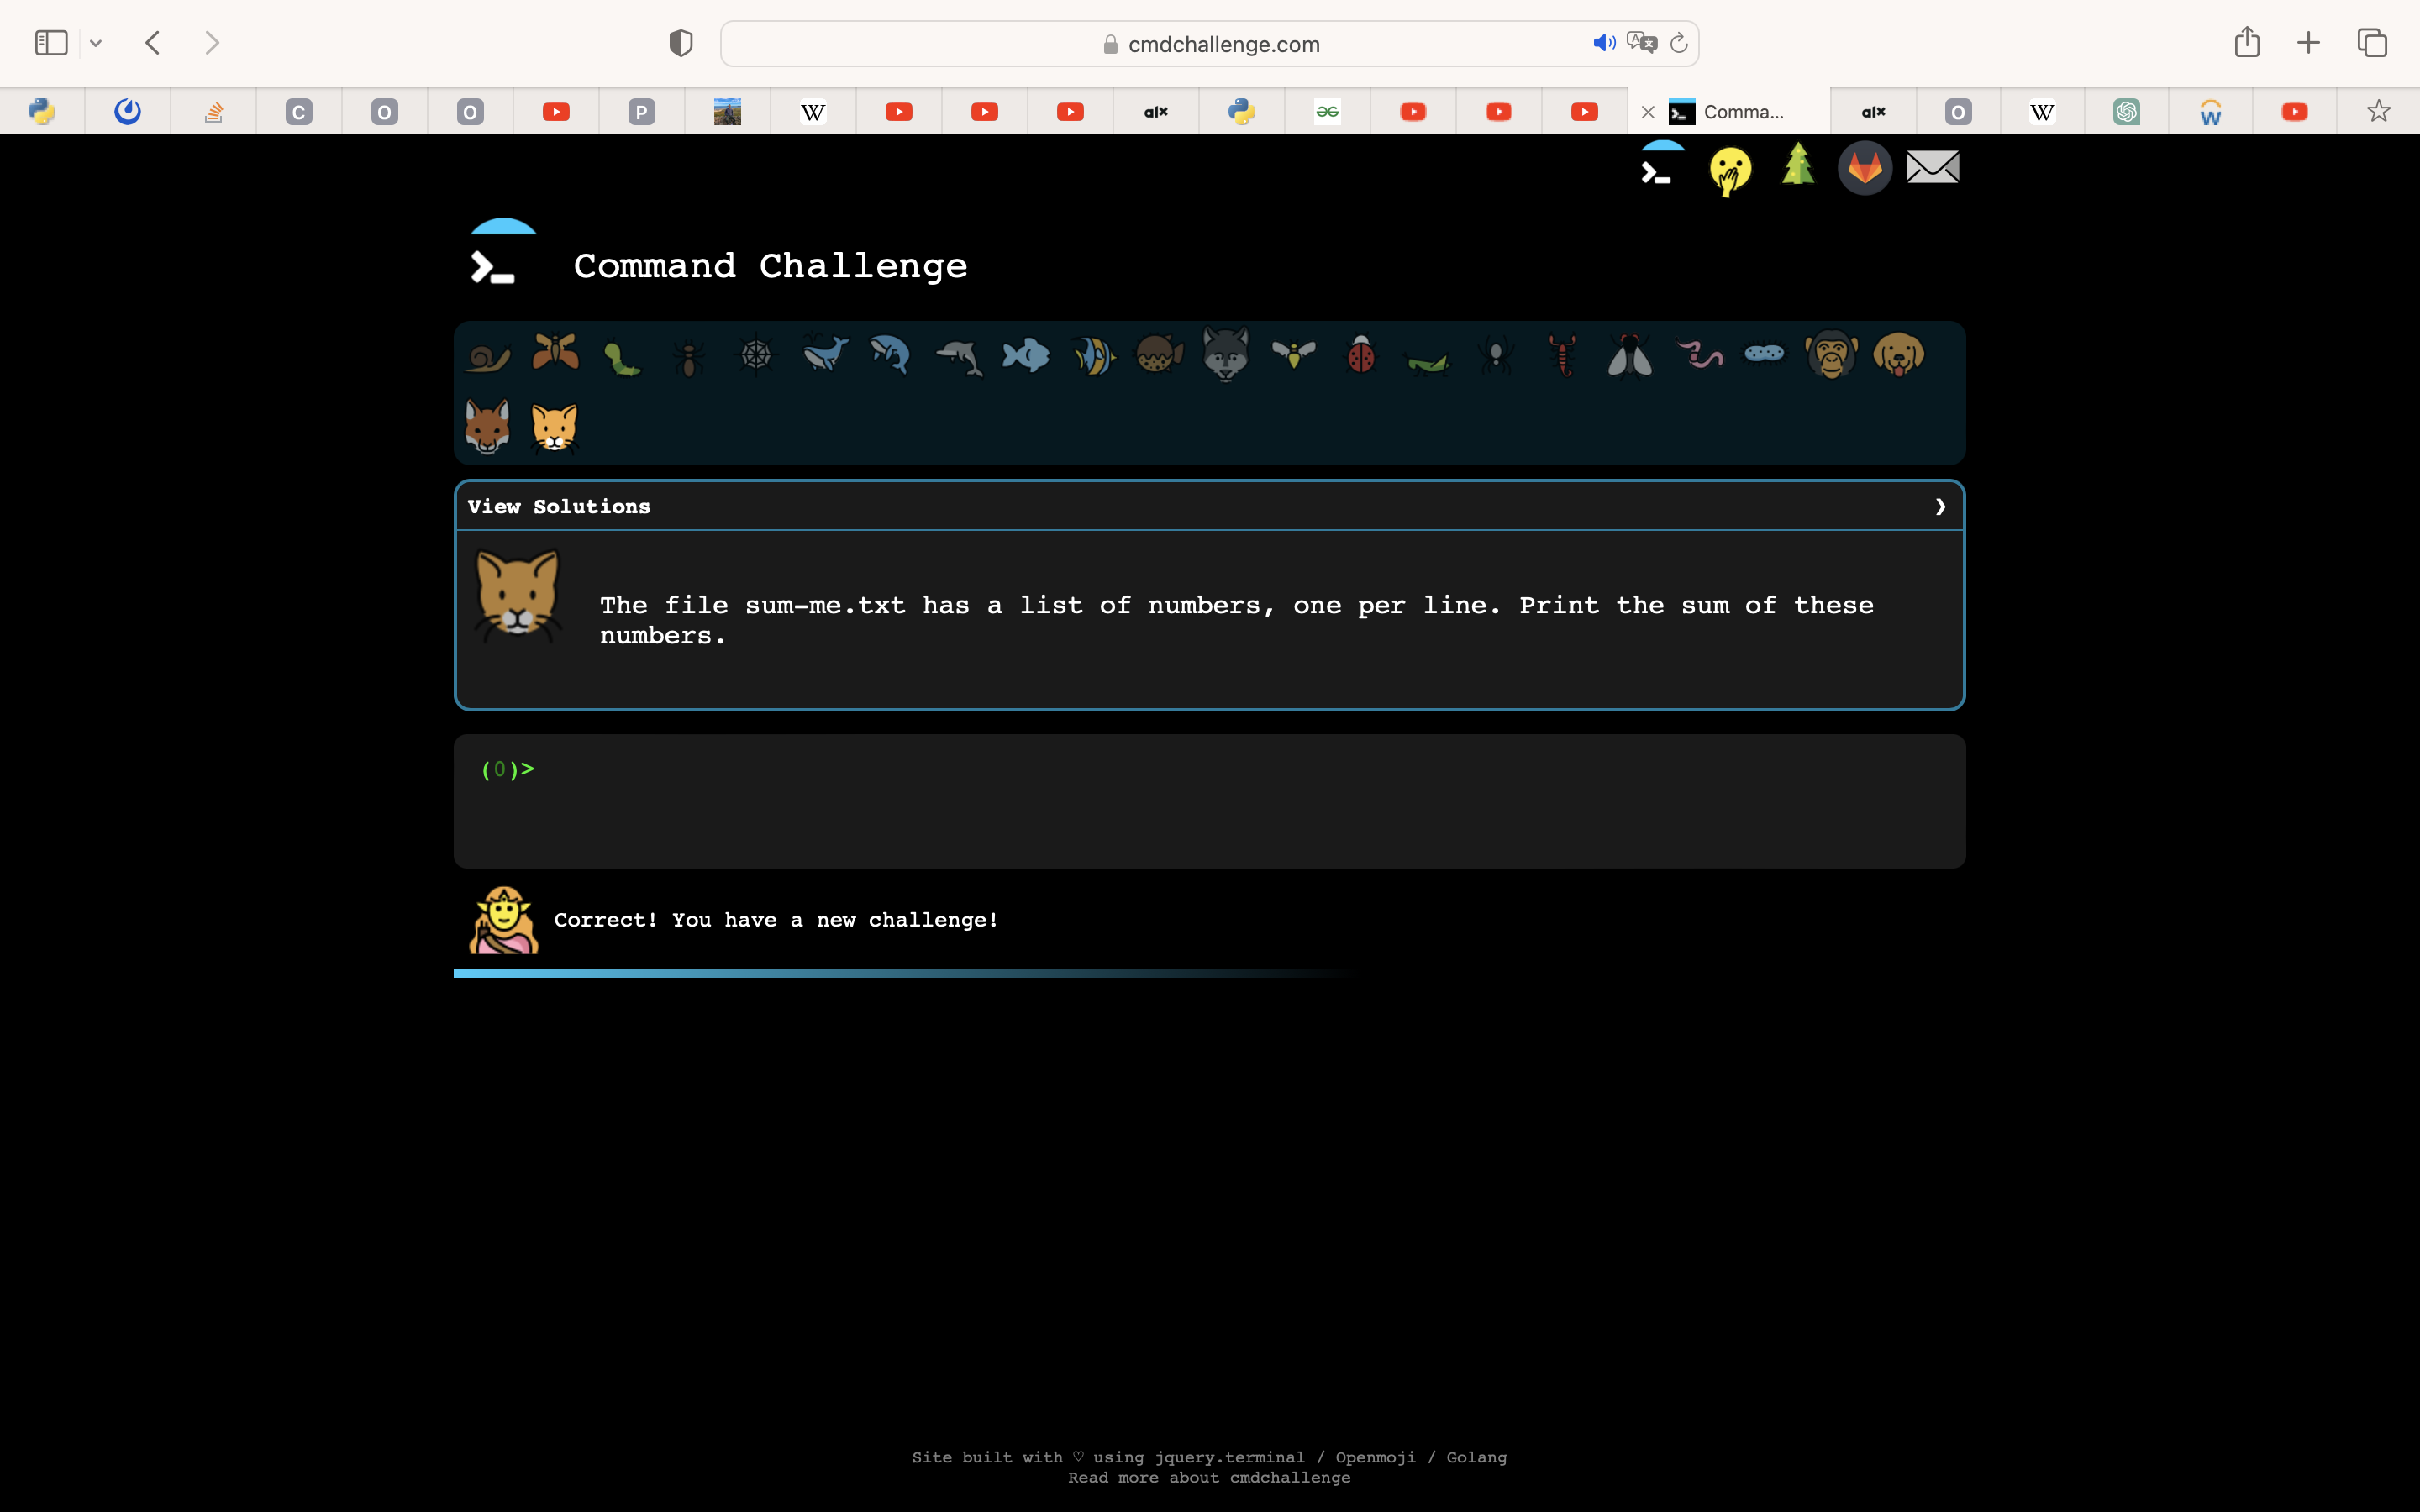 cmdchallenge.com
C O O P W alx alx O W W
Comma...
Command Challenge
View Solutions ❯
The file sum-me.txt has a list of numbers, one per line. Print the sum of these
numbers.
(0)>
Correct! You have a new challenge!
Site built with ♡ using jquery.terminal / Openmoji / Golang
Read more about cmdchallenge